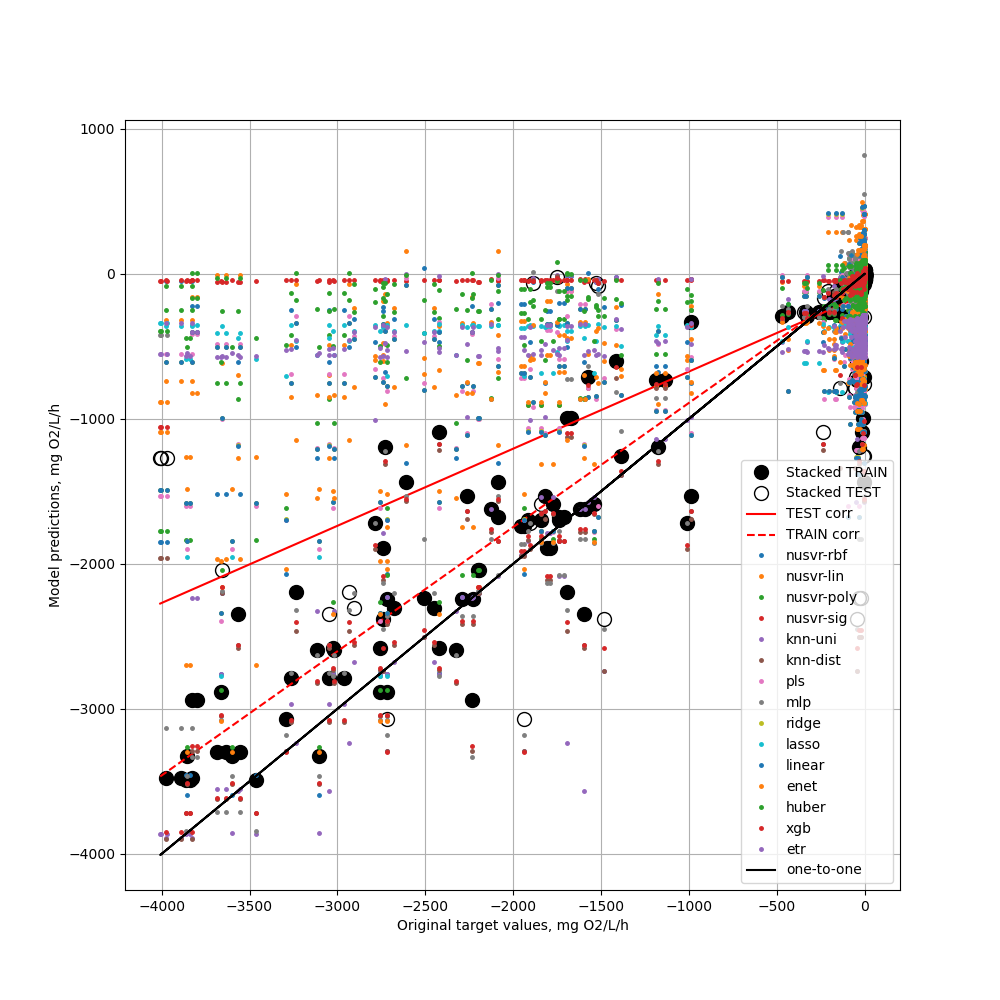 1000
0
−1000
−2000
−3000
−4000
Model predictions, mg O2/L/h
−4000 −3500 −3000 −2500 −2000 −1500 −1000 −500 0
Original target values, mg O2/L/h
Stacked TRAIN
Stacked TEST
TEST corr
TRAIN corr
nusvr-rbf
nusvr-lin
nusvr-poly
nusvr-sig
knn-uni
knn-dist
pls
mlp
ridge
lasso
linear
enet
huber
xgb
etr
one-to-one